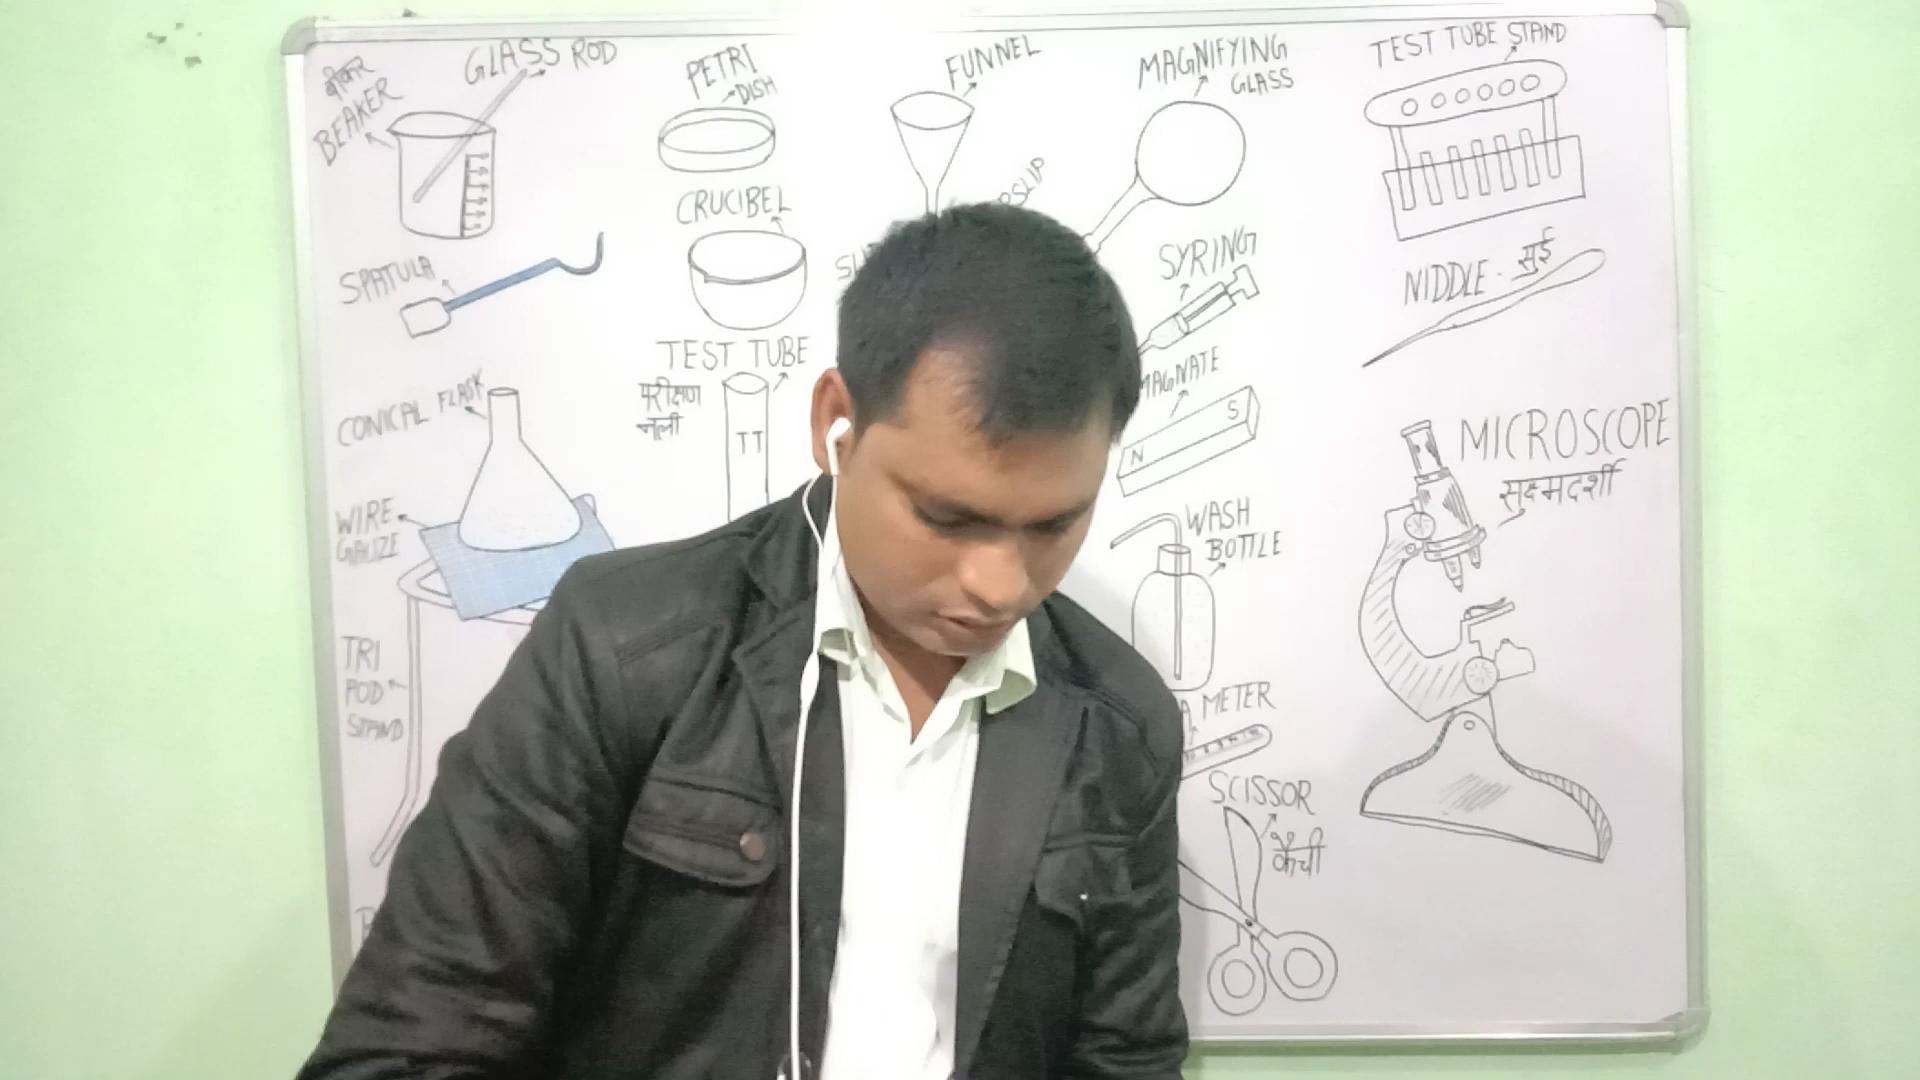 बीकर
BEAKER
GLASS ROD
PETRI
DISH
FUNNEL
MAGNIFYING
GLASS
TEST TUBE STAND
CRUCIBEL
SPATULA
SYRING
NIDDLE - सुई
TEST TUBE
परीक्षण
नली
TT
MAGNATE
S
N
CONICAL FLASK
MICROSCOPE
सुक्ष्मदर्शी
WIRE
GAUZE
WASH
BOTTLE
TRI
POD
STAND
METER
SCISSOR
कैंची